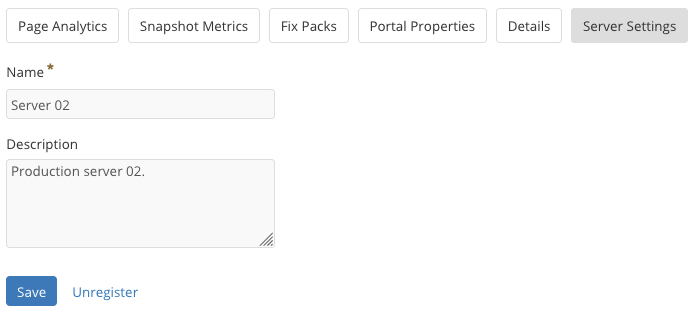 Page Analytics Snapshot Metrics Fix Packs Portal Properties Details Server Settings
Name *
Server 02
Description
Production server 02.
Save Unregister